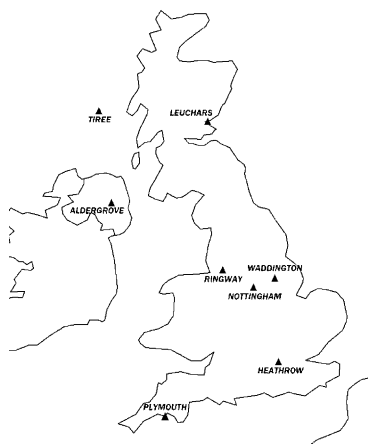 LEUCHARS
TIREE
ALDERGROVE
WADDINGTON
RINGWAY
NOTTINGHAM
HEATHROW
PLYMOUTH